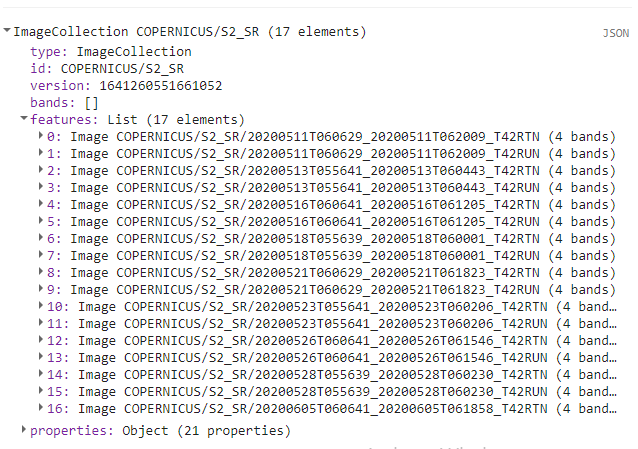 ImageCollection COPERNICUS/S2_SR (17 elements) JSON
type: ImageCollection
id: COPERNICUS/S2_SR
version: 1641260551661052
bands: []
features: List (17 elements)
0: Image COPERNICUS/S2_SR/20200511T060629_20200511T062009_T42RTN (4 bands)
1: Image COPERNICUS/S2_SR/20200511T060629_20200511T062009_T42RUN (4 bands)
2: Image COPERNICUS/S2_SR/20200513T055641_20200513T060443_T42RTN (4 bands)
3: Image COPERNICUS/S2_SR/20200513T055641_20200513T060443_T42RUN (4 bands)
4: Image COPERNICUS/S2_SR/20200516T060641_20200516T061205_T42RTN (4 bands)
5: Image COPERNICUS/S2_SR/20200516T060641_20200516T061205_T42RUN (4 bands)
6: Image COPERNICUS/S2_SR/20200518T055639_20200518T060001_T42RTN (4 bands)
7: Image COPERNICUS/S2_SR/20200518T055639_20200518T060001_T42RUN (4 bands)
8: Image COPERNICUS/S2_SR/20200521T060629_20200521T061823_T42RTN (4 bands)
9: Image COPERNICUS/S2_SR/20200521T060629_20200521T061823_T42RUN (4 bands)
10: Image COPERNICUS/S2_SR/20200523T055641_20200523T060206_T42RTN (4 band…
11: Image COPERNICUS/S2_SR/20200523T055641_20200523T060206_T42RUN (4 band…
12: Image COPERNICUS/S2_SR/20200526T060641_20200526T061546_T42RTN (4 band…
13: Image COPERNICUS/S2_SR/20200526T060641_20200526T061546_T42RUN (4 band…
14: Image COPERNICUS/S2_SR/20200528T055639_20200528T060230_T42RTN (4 band…
15: Image COPERNICUS/S2_SR/20200528T055639_20200528T060230_T42RUN (4 band…
16: Image COPERNICUS/S2_SR/20200605T060641_20200605T061858_T42RTN (4 band…
properties: Object (21 properties)